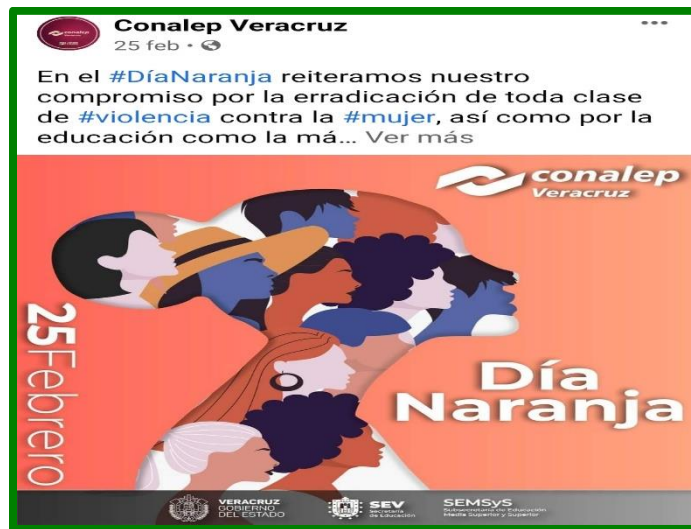 Conalep Veracruz
25 feb
En el #DíaNaranja reiteramos nuestro
compromiso por la erradicación de toda clase
de #violencia contra la #mujer, así como por la
educación como la má... Ver más
conalep
Veracruz
25Febrero
Día
Naranja
VERACRUZ
GOBIERNO
DEL ESTADO
SEV
Secretaría
de Educación
SEMSyS
Subsecretaría de Educación
Media Superior y Superior